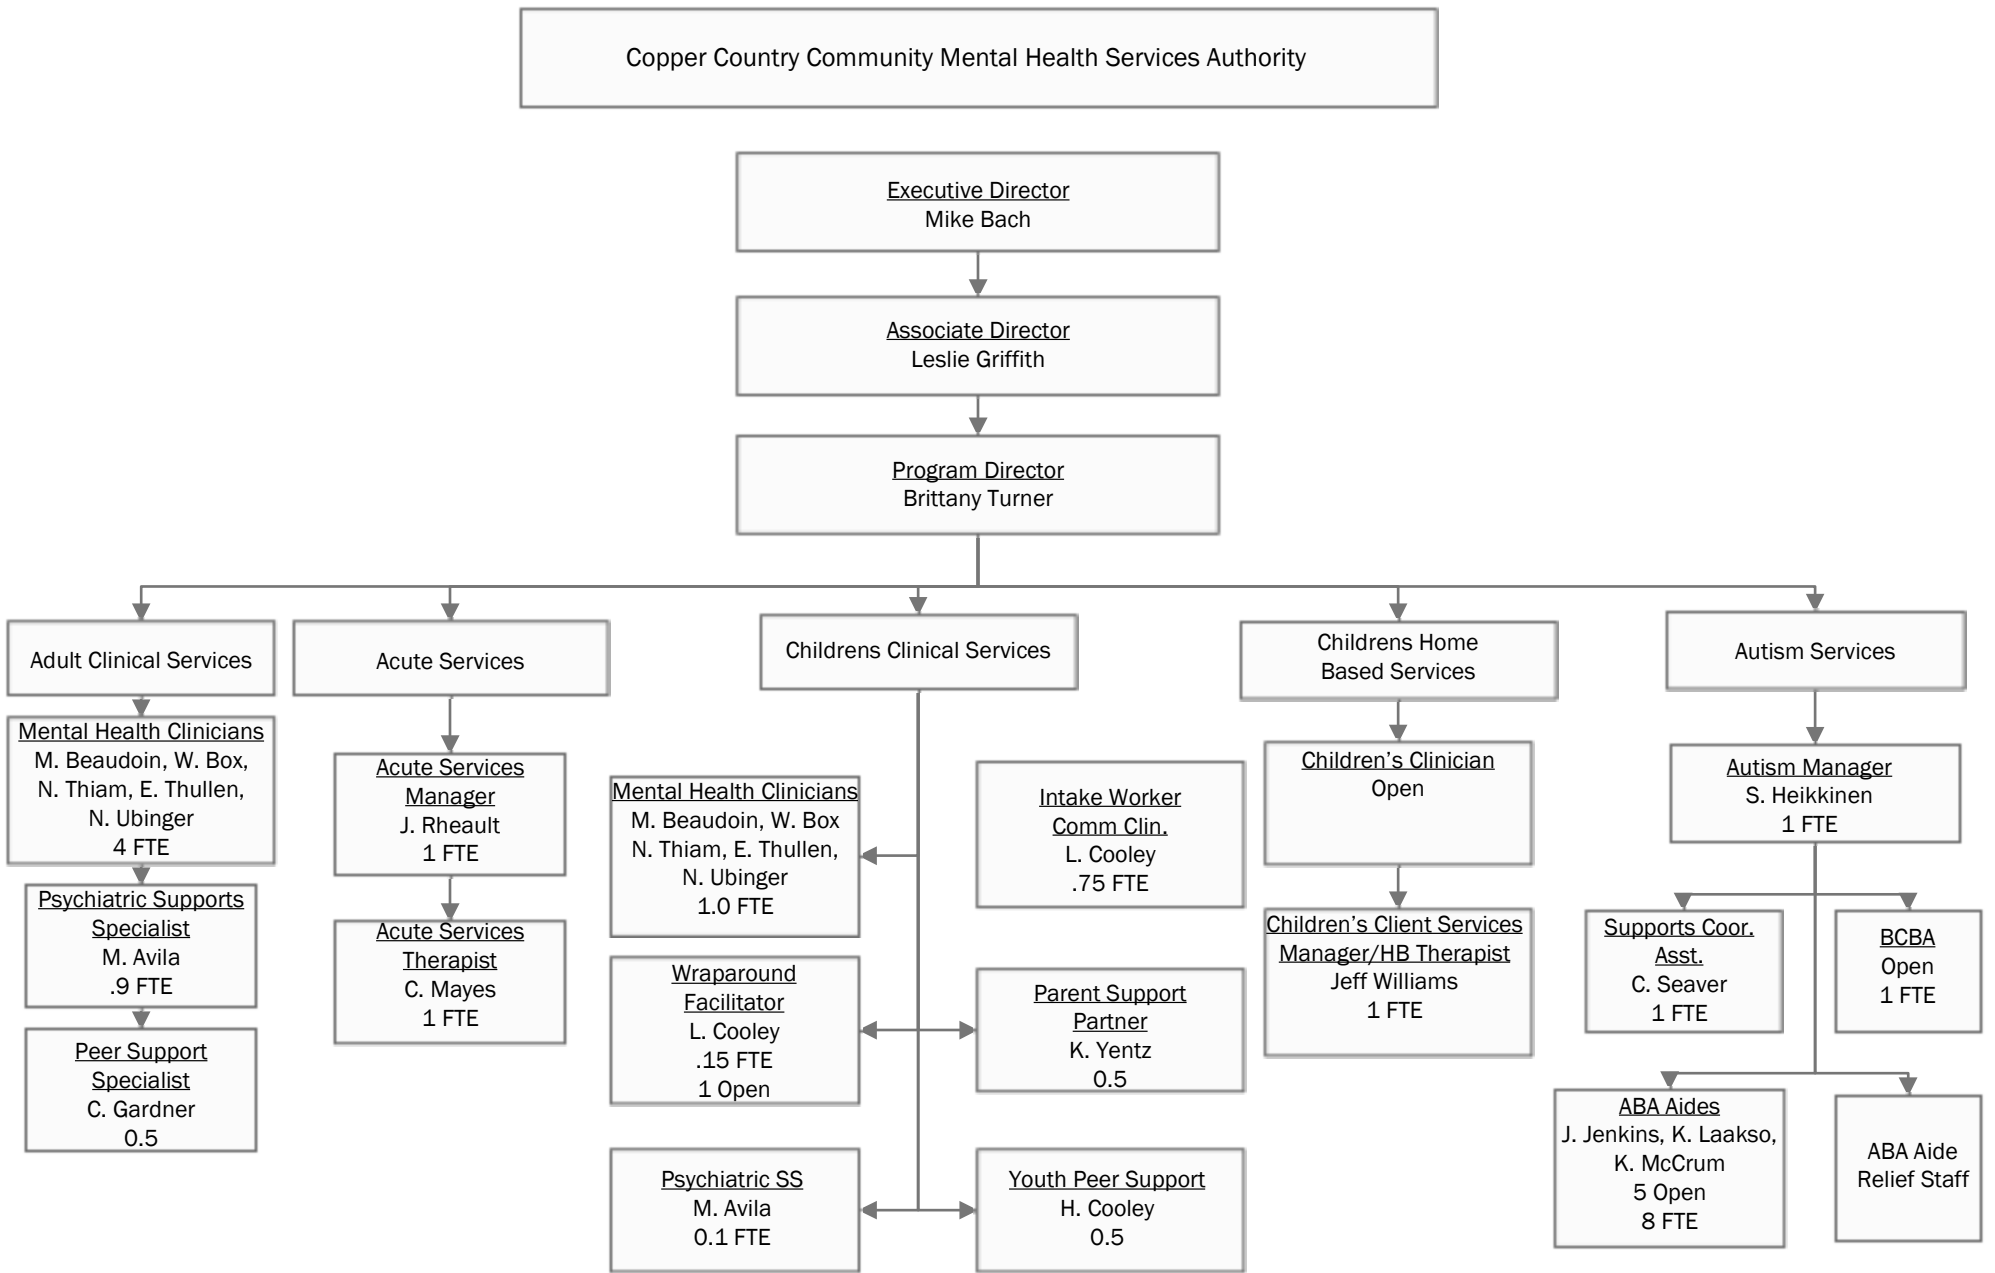 Copper Country Community Mental Health Services Authority
Executive Director
Mike Bach
Associate Director
Leslie Griffith
Program Director
Brittany Turner
Adult Clinical Services
Mental Health Clinicians
M. Beaudoin, W. Box,
N. Thiam, E. Thullen,
N. Ubinger
4 FTE
Psychiatric Supports
Specialist
M. Avila
.9 FTE
Peer Support
Specialist
C. Gardner
0.5
Acute Services
Acute Services
Manager
J. Rheault
1 FTE
Acute Services
Therapist
C. Mayes
1 FTE
Childrens Clinical Services
Mental Health Clinicians
M. Beaudoin, W. Box
N. Thiam, E. Thullen,
N. Ubinger
1.0 FTE
Intake Worker
Comm Clin.
L. Cooley
.75 FTE
Wraparound
Facilitator
L. Cooley
.15 FTE
1 Open
Parent Support
Partner
K. Yentz
0.5
Psychiatric SS
M. Avila
0.1 FTE
Youth Peer Support
H. Cooley
0.5
Childrens Home
Based Services
Children’s Clinician
Open
Children’s Client Services
Manager/HB Therapist
Jeff Williams
1 FTE
Autism Services
Autism Manager
S. Heikkinen
1 FTE
Supports Coor.
Asst.
C. Seaver
1 FTE
BCBA
Open
1 FTE
ABA Aides
J. Jenkins, K. Laakso,
K. McCrum
5 Open
8 FTE
ABA Aide
Relief Staff